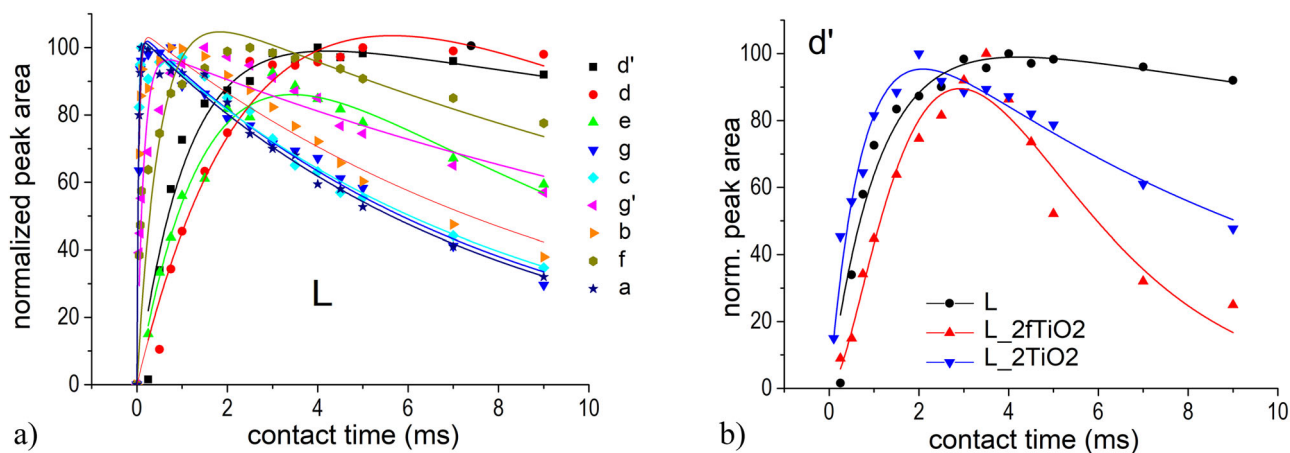 normalized peak area
100
80
60
40
20
0
0 2 4 6 8 10
contact time (ms)
L
d'
d
e
g
c
g'
b
f
a
a)
d'
norm. peak area
100
80
60
40
20
0
0 2 4 6 8 10
contact time (ms)
L
L_2fTiO2
L_2TiO2
b)